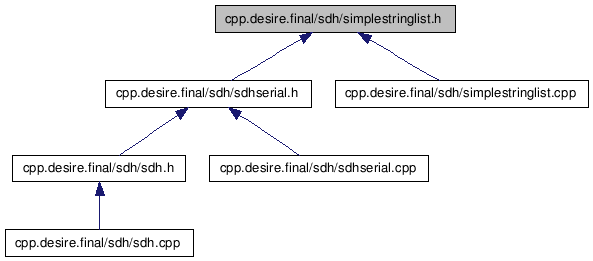 cpp.desire.final/sdh/simplestringlist.h
cpp.desire.final/sdh/sdhserial.h
cpp.desire.final/sdh/simplestringlist.cpp
cpp.desire.final/sdh/sdh.h
cpp.desire.final/sdh/sdhserial.cpp
cpp.desire.final/sdh/sdh.cpp